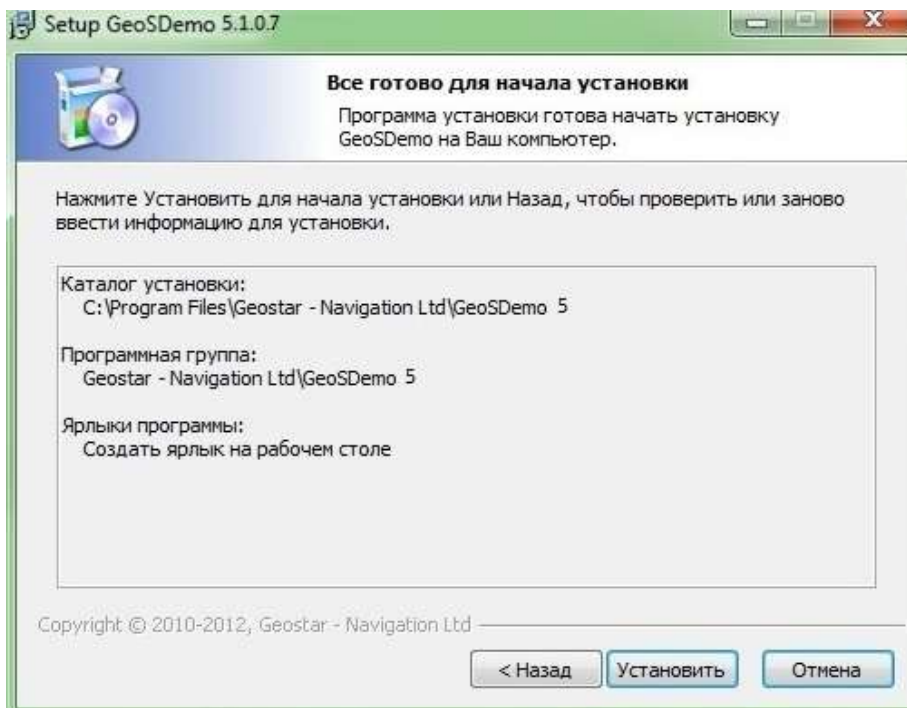 Setup GeoSDemo 5.1.0.7
Все готово для начала установки
Программа установки готова начать установку
GeoSDemo на Ваш компьютер.
Нажмите Установить для начала установки или Назад, чтобы проверить или заново
ввести информацию для установки.
Каталог установки:
C:\Program Files\Geostar - Navigation Ltd\GeoSDemo 5
Программная группа:
Geostar - Navigation Ltd\GeoSDemo 5
Ярлыки программы:
Создать ярлык на рабочем столе
Copyright © 2010-2012, Geostar - Navigation Ltd
< Назад
Установить
Отмена